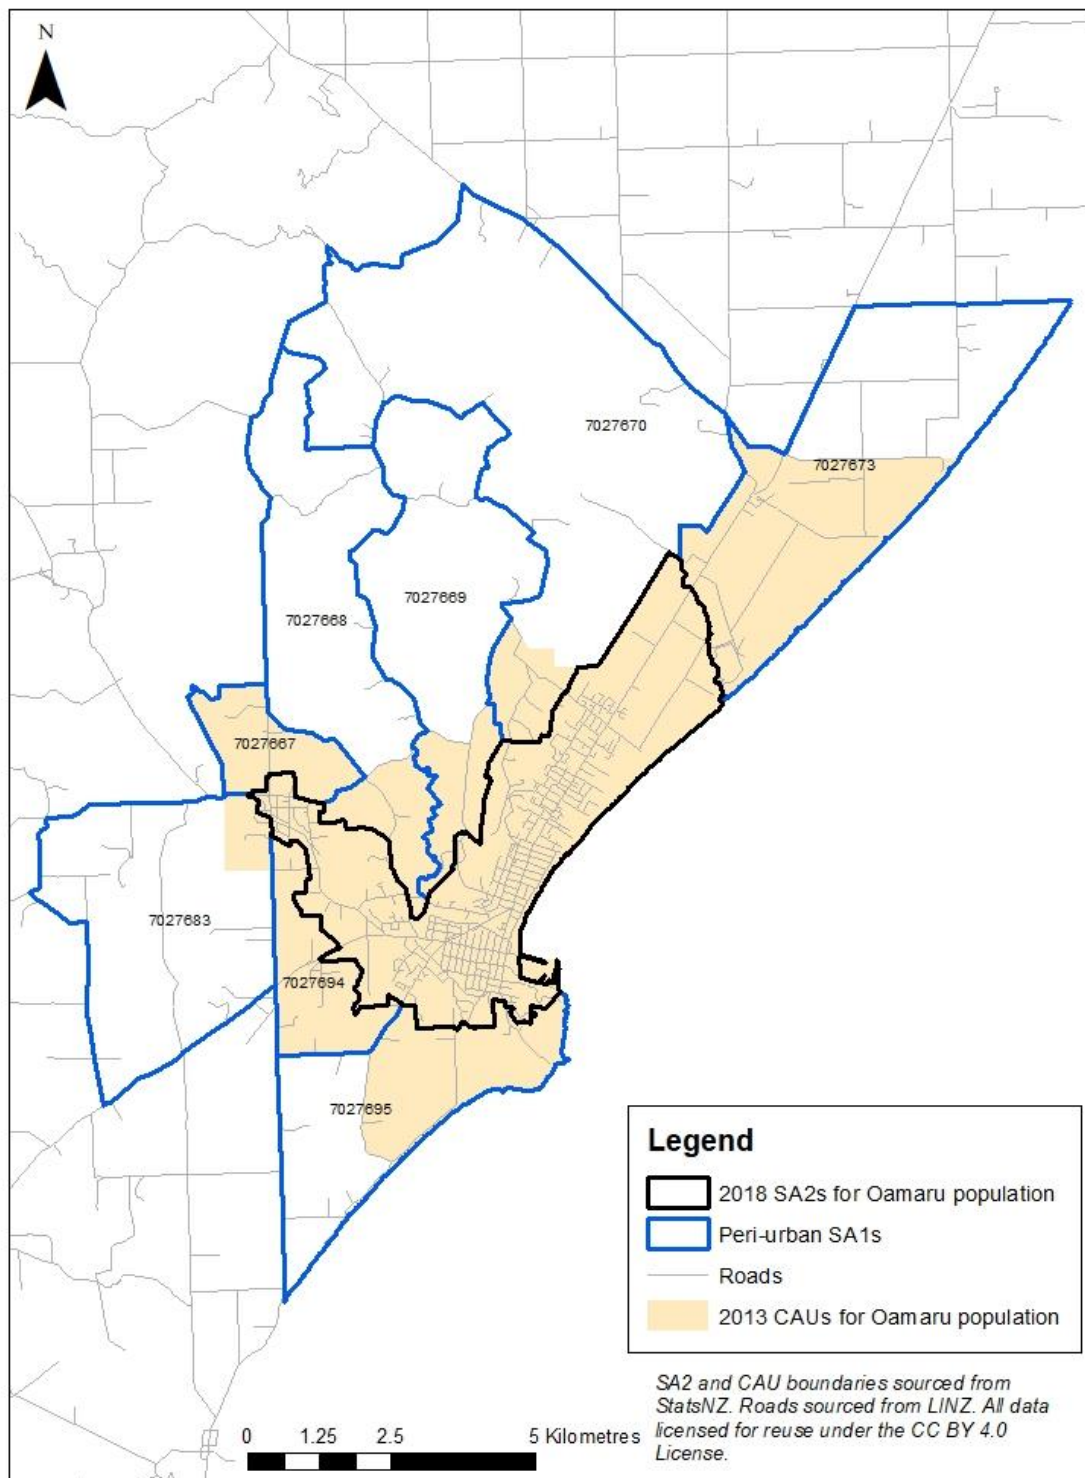 N
7027670
7027673
7027669
7027668
7027667
7027683
7027694
7027695
Legend
2018 SA2s for Oamaru population
Peri-urban SA1s
Roads
2013 CAUs for Oamaru population
SA2 and CAU boundaries sourced from
StatsNZ. Roads sourced from LINZ. All data
licensed for reuse under the CC BY 4.0
License.
0 1.25 2.5 5 Kilometres